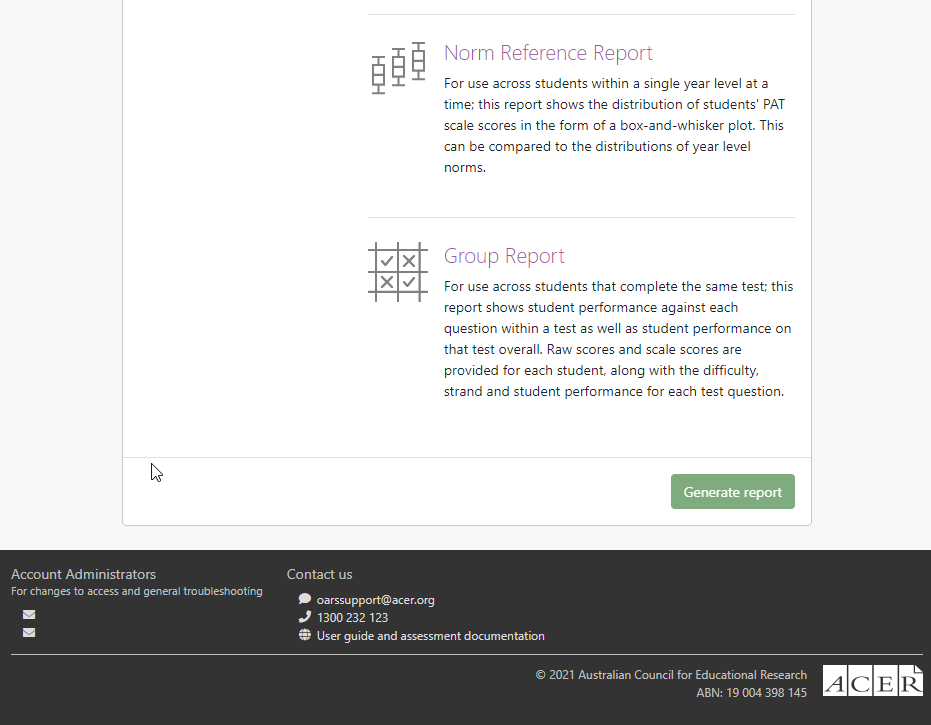 Norm Reference Report
For use across students within a single year level at a
time; this report shows the distribution of students' PAT
scale scores in the form of a box-and-whisker plot. This
can be compared to the distributions of year level
norms.
Group Report
For use across students that complete the same test; this
report shows student performance against each
question within a test as well as student performance on
that test overall. Raw scores and scale scores are
provided for each student, along with the difficulty,
strand and student performance for each test question.
Generate report
Account Administrators
For changes to access and general troubleshooting
Contact us
oarssupport@acer.org
1300 232 123
User guide and assessment documentation
© 2021 Australian Council for Educational Research
ABN: 19 004 398 145
ACER